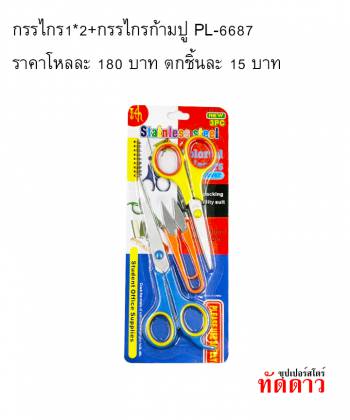 กรรไกร1*2+กรรไกรก้ามปู PL-6687
ราคาโหลละ 180 บาท ตกชิ้นละ 15 บาท
NEW
3PC
Stainless steel
Student Office Supplies
ซุปเปอร์สโตร์
ทัดดาว